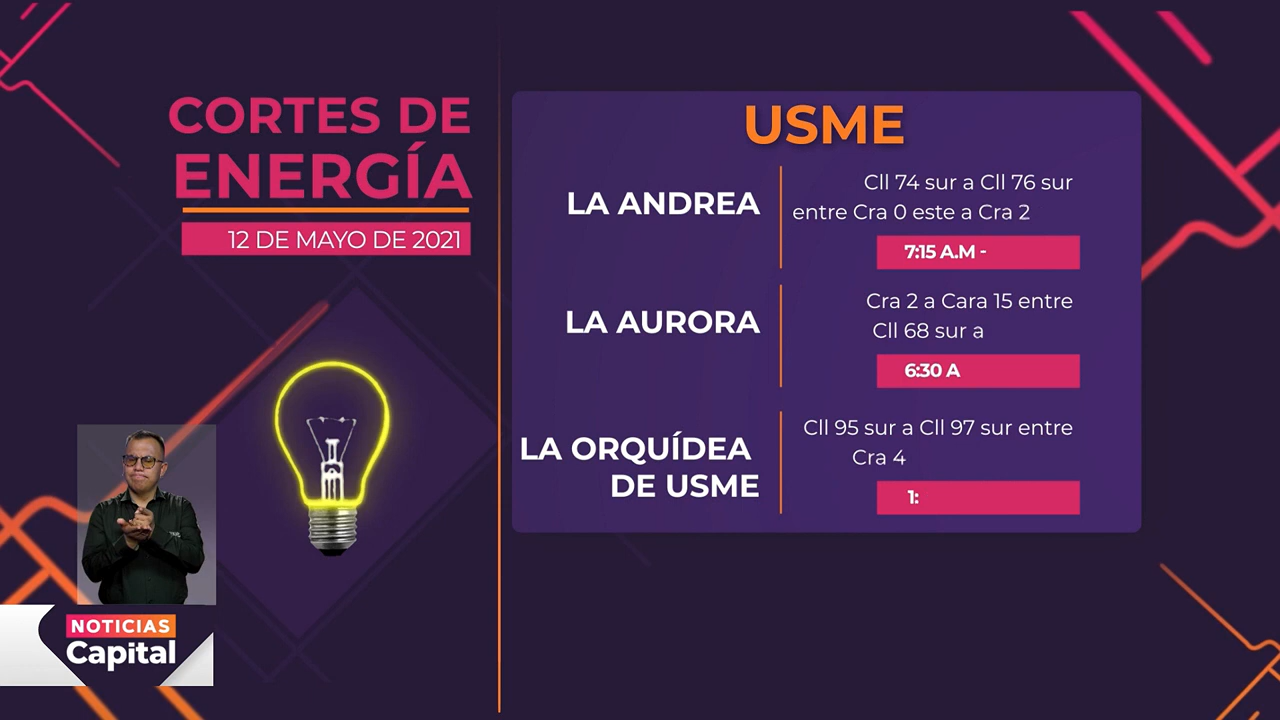 CORTES DE
ENERGÍA
12 DE MAYO DE 2021
USME
LA ANDREA
Cll 74 sur a Cll 76 sur
entre Cra 0 este a Cra 2
7:15 A.M -
LA AURORA
Cra 2 a Cara 15 entre
Cll 68 sur a
6:30 A
LA ORQUÍDEA
DE USME
Cll 95 sur a Cll 97 sur entre
Cra 4
1:
NOTICIAS
Capital